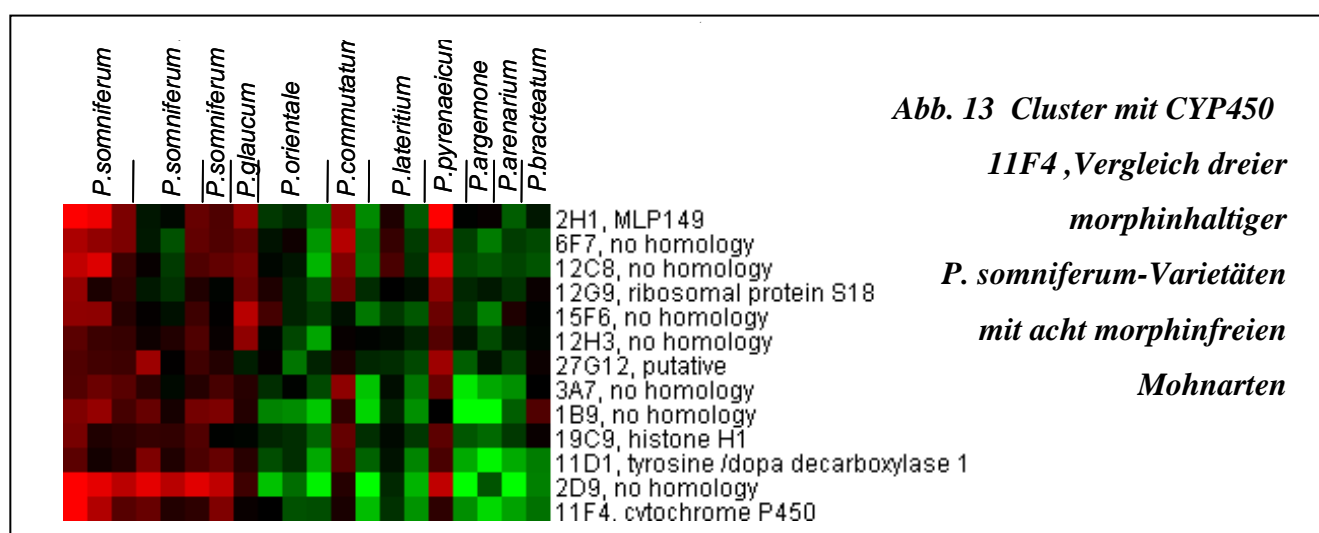 P.somniferum
P.somniferum
P.somniferum
P.glaucum
P.orientale
P.commutatun
P.lateritium
P.pyrenaeicun
P.argemone
P.arenarium
P.bracteatum
Abb. 13 Cluster mit CYP450
11F4 ,Vergleich dreier
morphinhaltiger
P. somniferum-Varietäten
mit acht morphinfreien
Mohnarten
2H1, MLP149
6F7, no homology
12C8, no homology
12G9, ribosomal protein S18
15F6, no homology
12H3, no homology
27G12, putative
3A7, no homology
1B9, no homology
19C9, histone H1
11D1, tyrosine /dopa decarboxylase 1
2D9, no homology
11F4, cytochrome P450